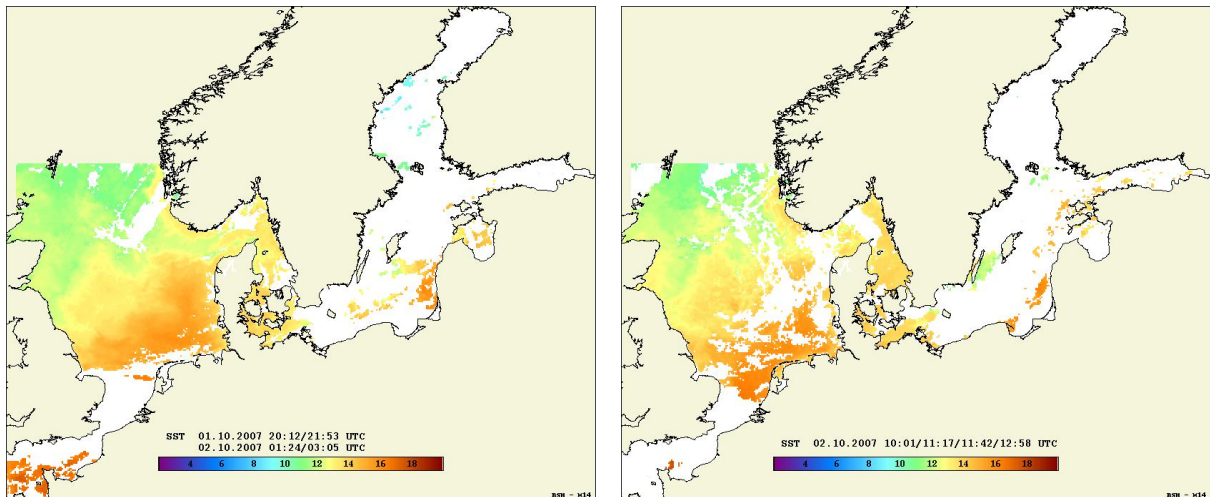 SST 01.10.2007 20:12/21:53 UTC
02.10.2007 01:24/03:05 UTC
4 6 8 10 12 14 16 18
BSH - M14
SST 02.10.2007 10:01/11:17/11:42/12:58 UTC
4 6 8 10 12 14 16 18
BSH - M14